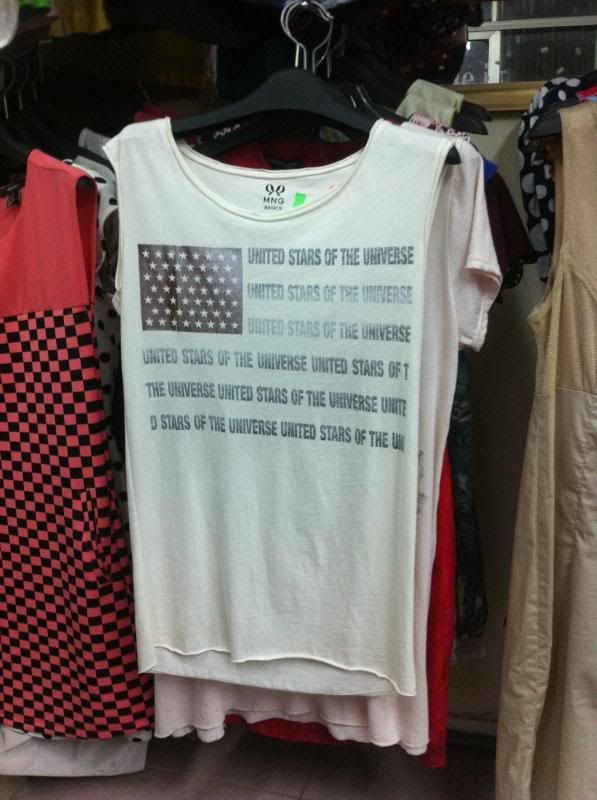 MNG
BASICS
UNITED STARS OF THE UNIVERSE
UNITED STARS OF THE UNIVERSE
UNITED STARS OF THE UNIVERSE
UNITED STARS OF THE UNIVERSE UNITED STARS OF T
THE UNIVERSE UNITED STARS OF THE UNIVERSE UNITE
D STARS OF THE UNIVERSE UNITED STARS OF THE UNI